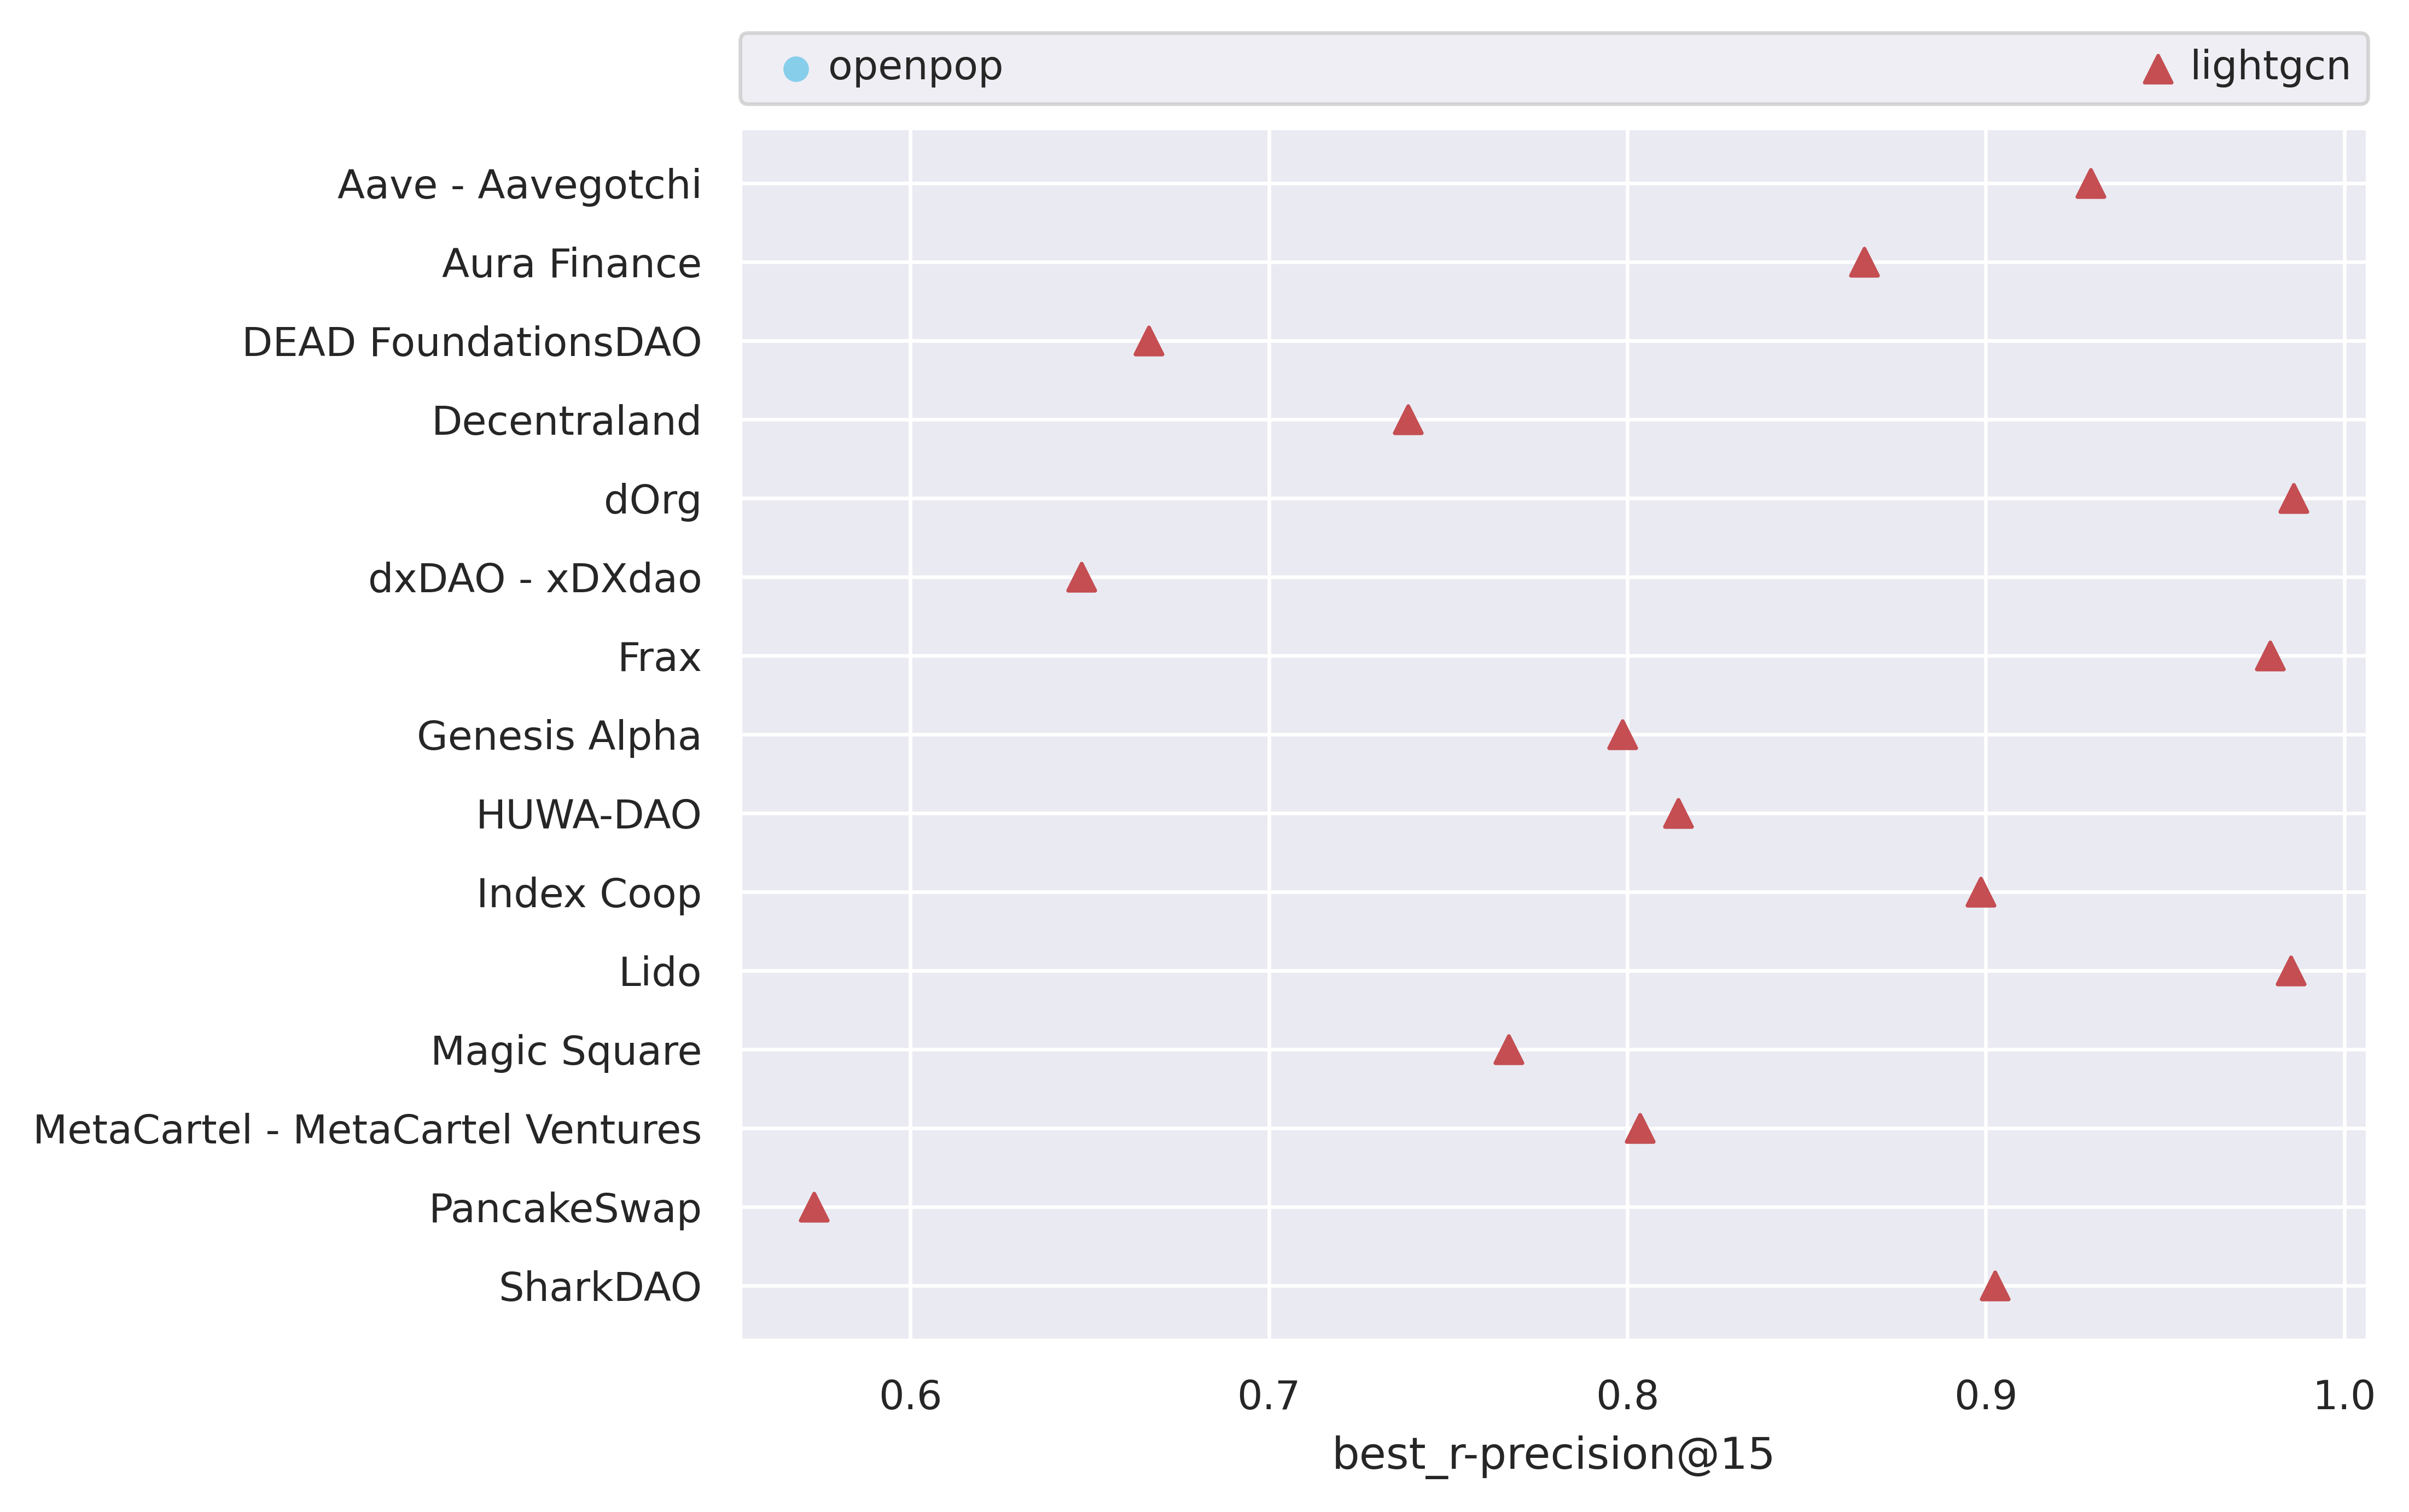 openpop lightgcn
Aave - Aavegotchi
Aura Finance
DEAD FoundationsDAO
Decentraland
dOrg
dxDAO - xDXdao
Frax
Genesis Alpha
HUWA-DAO
Index Coop
Lido
Magic Square
MetaCartel - MetaCartel Ventures
PancakeSwap
SharkDAO
0.6 0.7 0.8 0.9 1.0
best_r-precision@15